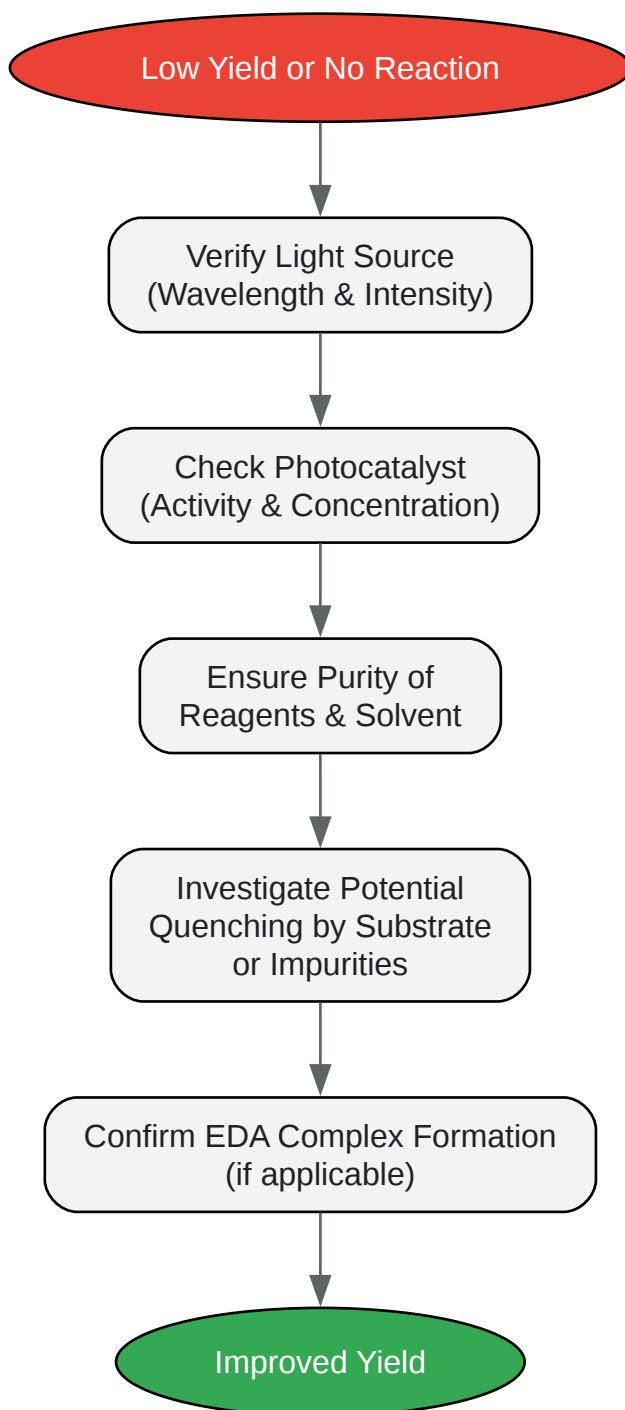 Low Yield or No Reaction
Verify Light Source
(Wavelength & Intensity)
Check Photocatalyst
(Activity & Concentration)
Ensure Purity of
Reagents & Solvent
Investigate Potential
Quenching by Substrate
or Impurities
Confirm EDA Complex Formation
(if applicable)
Improved Yield